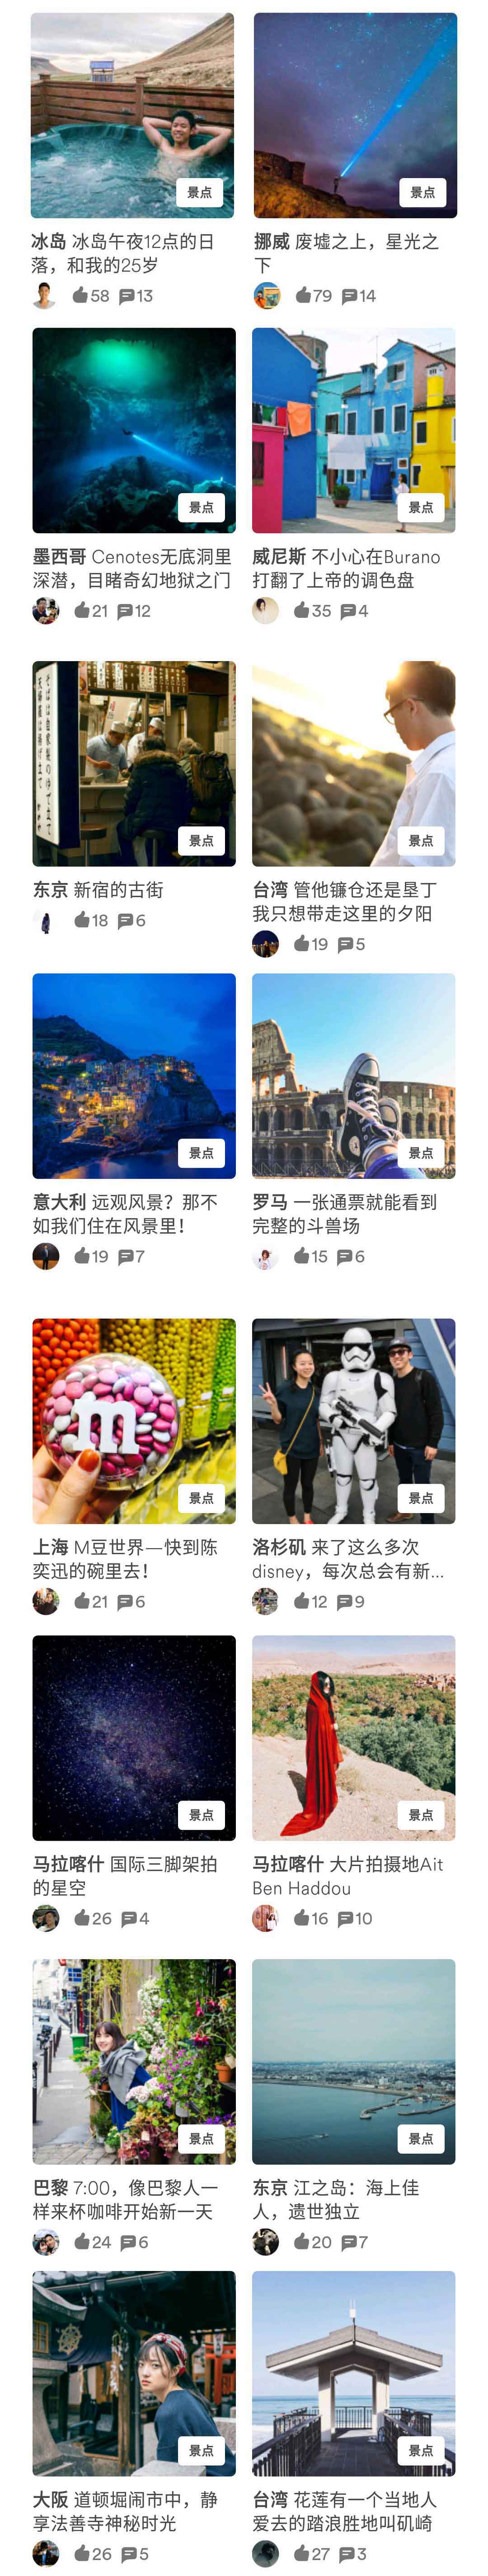 景点
景点
冰岛 冰岛午夜12点的日
落，和我的25岁
58 13
挪威 废墟之上，星光之
下
79 14
景点
景点
墨西哥 Cenotes无底洞里
深潜，目睹奇幻地狱之门
21 12
威尼斯 不小心在Burano
打翻了上帝的调色盘
35 4
景点
景点
东京 新宿的古街
18 6
台湾 管他镰仓还是垦丁
我只想带走这里的夕阳
19 5
景点
景点
意大利 远观风景？那不
如我们住在风景里！
19 7
罗马 一张通票就能看到
完整的斗兽场
15 6
m
景点
景点
上海 M豆世界—快到陈
奕迅的碗里去！
21 6
洛杉矶 来了这么多次
disney，每次总会有新...
12 9
景点
景点
马拉喀什 国际三脚架拍
的星空
26 4
马拉喀什 大片拍摄地Ait
Ben Haddou
16 10
景点
景点
巴黎 7:00，像巴黎人一
样来杯咖啡开始新一天
24 6
东京 江之岛：海上佳
人，遗世独立
20 7
景点
景点
大阪 道顿堀闹市中，静
享法善寺神秘时光
26 5
台湾 花莲有一个当地人
爱去的踏浪胜地叫矶崎
27 3